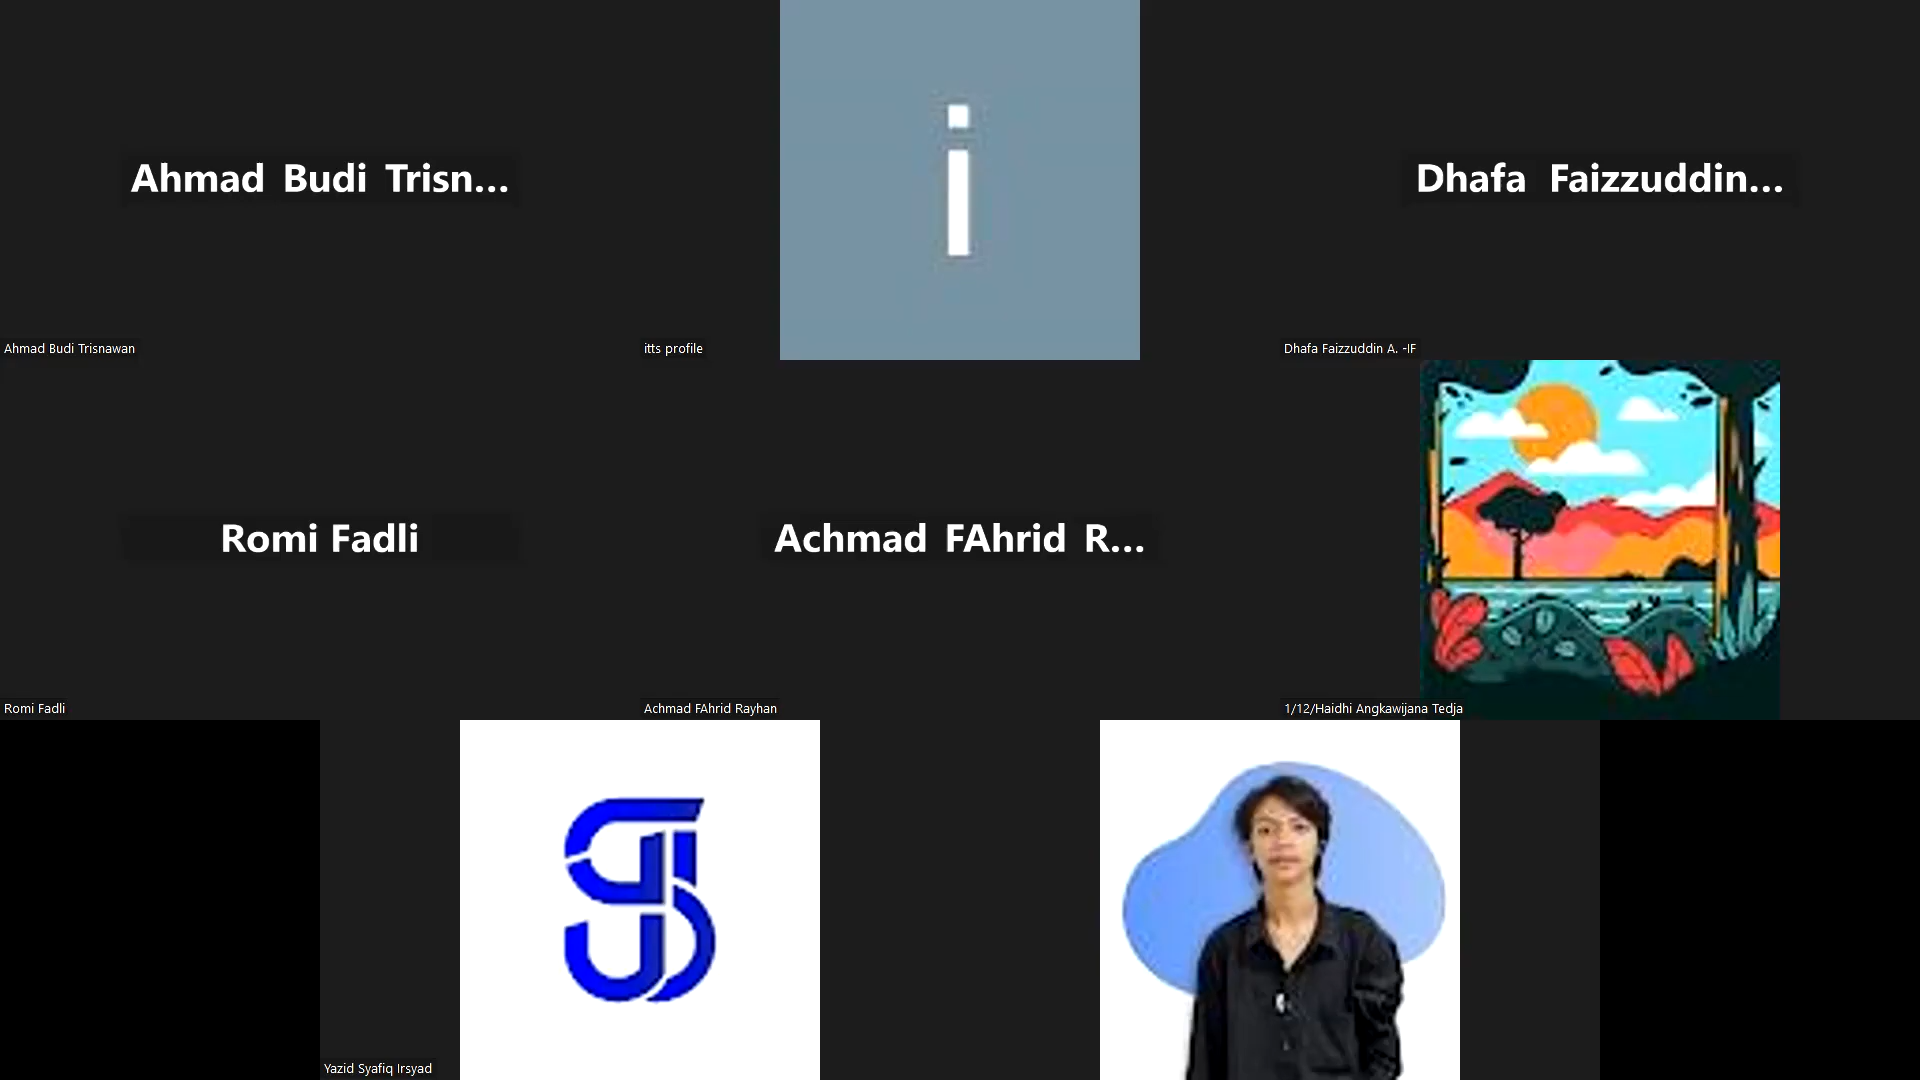 Ahmad Budi Trisn...
i
Dhafa Faizzuddin...
Ahmad Budi Trisnawan
itts profile
Dhafa Faizzuddin A. -IF
Romi Fadli
Achmad FAhrid R...
Romi Fadli
Achmad FAhrid Rayhan
1/12/Haidhi Angkawijana Tedja
Yazid Syafiq Irsyad